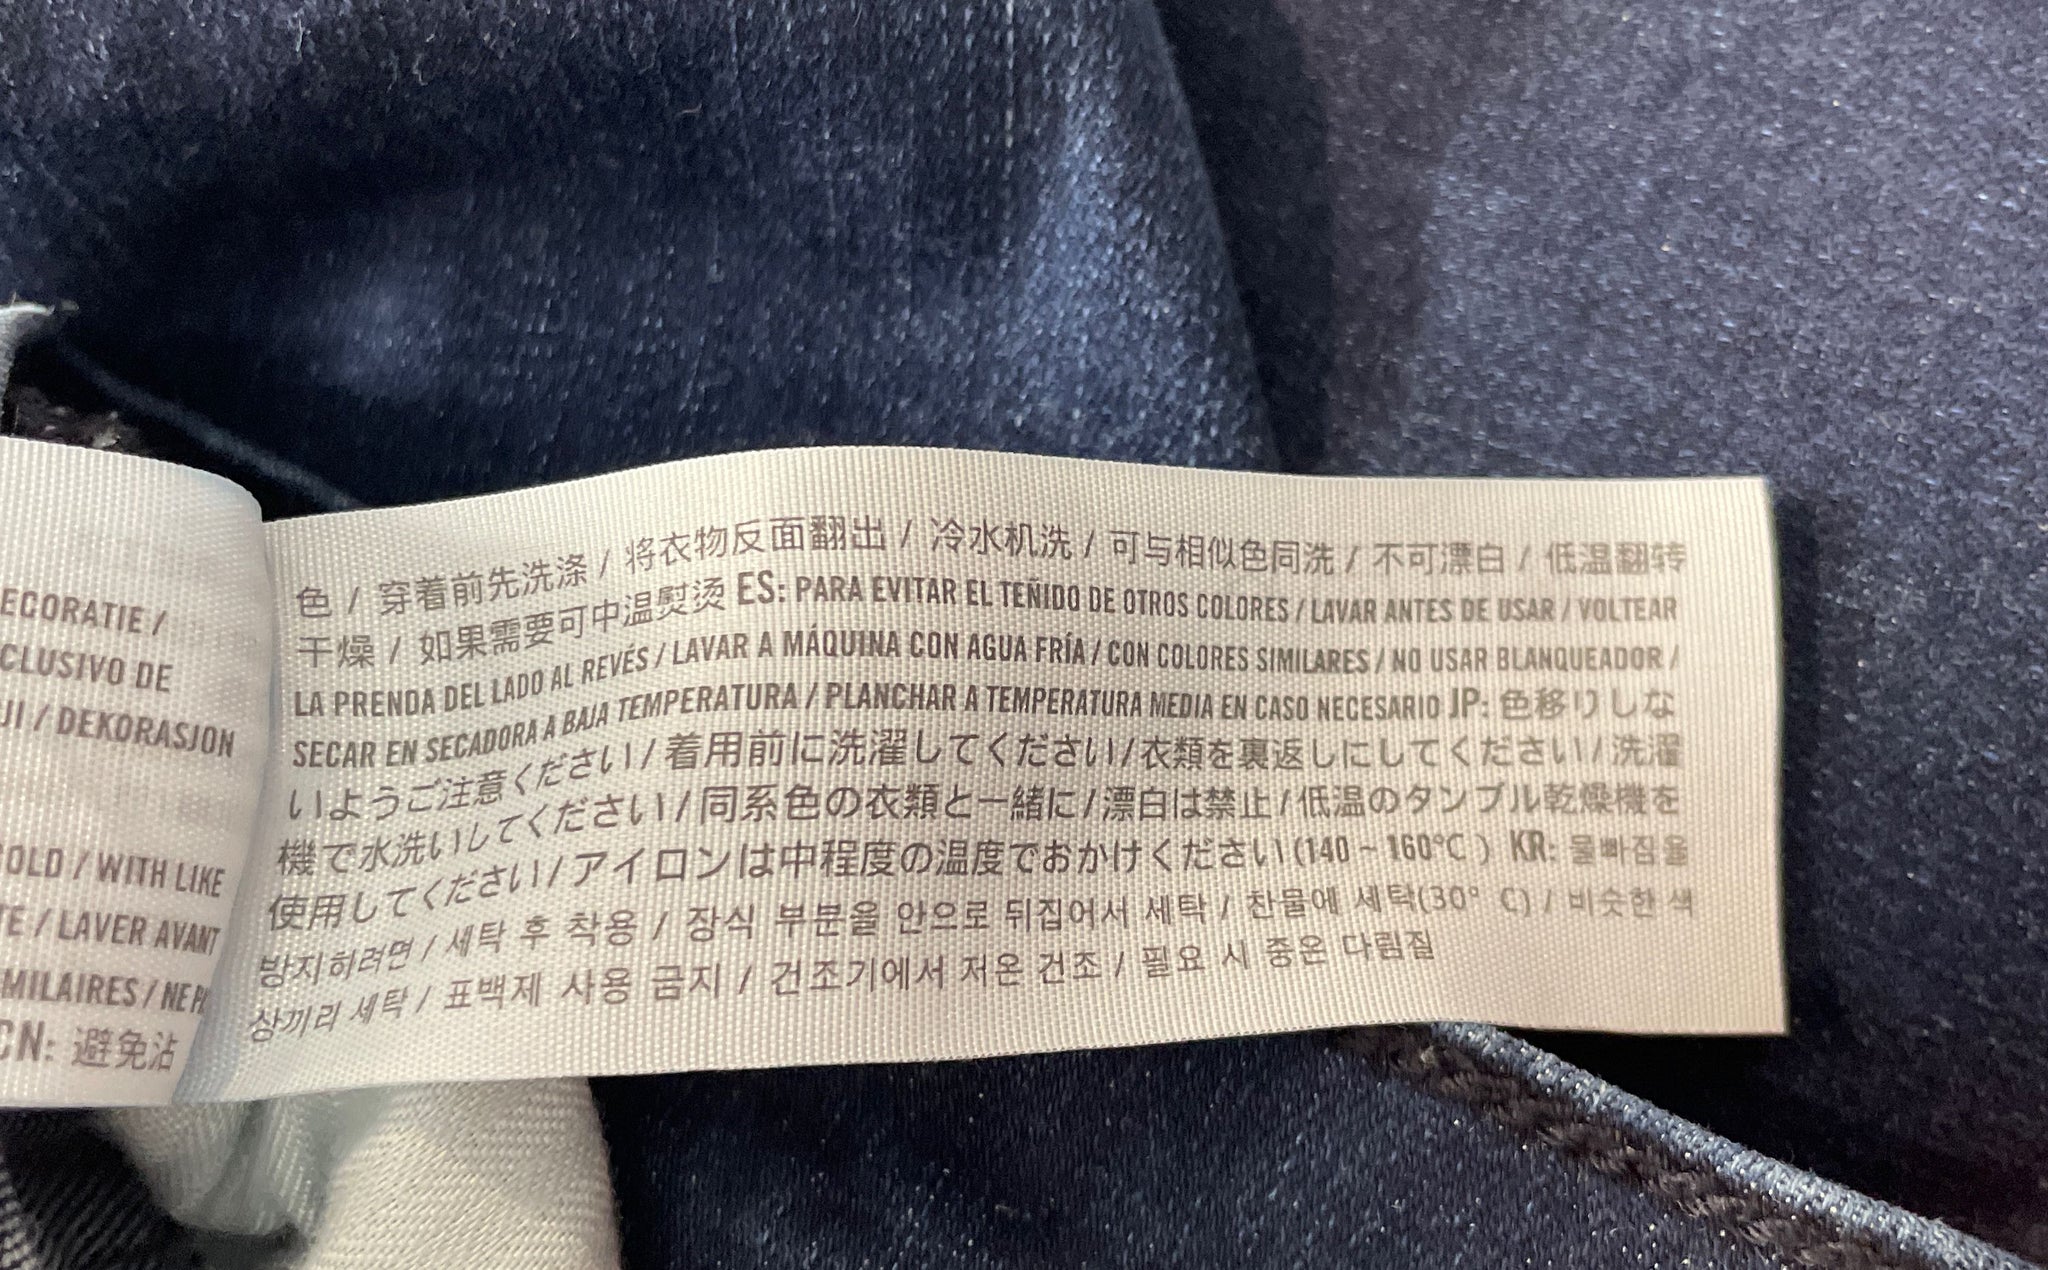 ECORATIE /
CLUSIVO DE
JI / DEKORASJON
OLD / WITH LIKE
TE / LAVER AVANT
MILAIRES / NE
CN: 避免沾
色 / 穿着前先洗涤 / 将衣物反面翻出 / 冷水机洗 / 可与相似色同洗 / 不可漂白 / 低温翻转
干燥 / 如果需要可中温熨烫 ES: PARA EVITAR EL TEÑIDO DE OTROS COLORES / LAVAR ANTES DE USAR / VOLTEAR
LA PRENDA DEL LADO AL REVÉS / LAVAR A MÁQUINA CON AGUA FRÍA / CON COLORES SIMILARES / NO USAR BLANQUEADOR /
SECAR EN SECADORA A BAJA TEMPERATURA / PLANCHAR A TEMPERATURA MEDIA EN CASO NECESARIO JP: 色移りしな
いようご注意ください/着用前に洗濯してください/衣類を裏返しにしてください/洗濯
機で水洗いしてください/同系色の衣類と一緒に/漂白は禁止/低温のタンブル乾燥機を
使用してください/アイロンは中程度の温度でおかけください(140 ~ 160°C ) KR: 물빠짐을
방지하려면 / 세탁 후 착용 / 장식 부분을 안으로 뒤집어서 세탁 / 찬물에 세탁(30° C) / 비슷한 색
상끼리 세탁 / 표백제 사용 금지 / 건조기에서 저온 건조 / 필요 시 중온 다림질